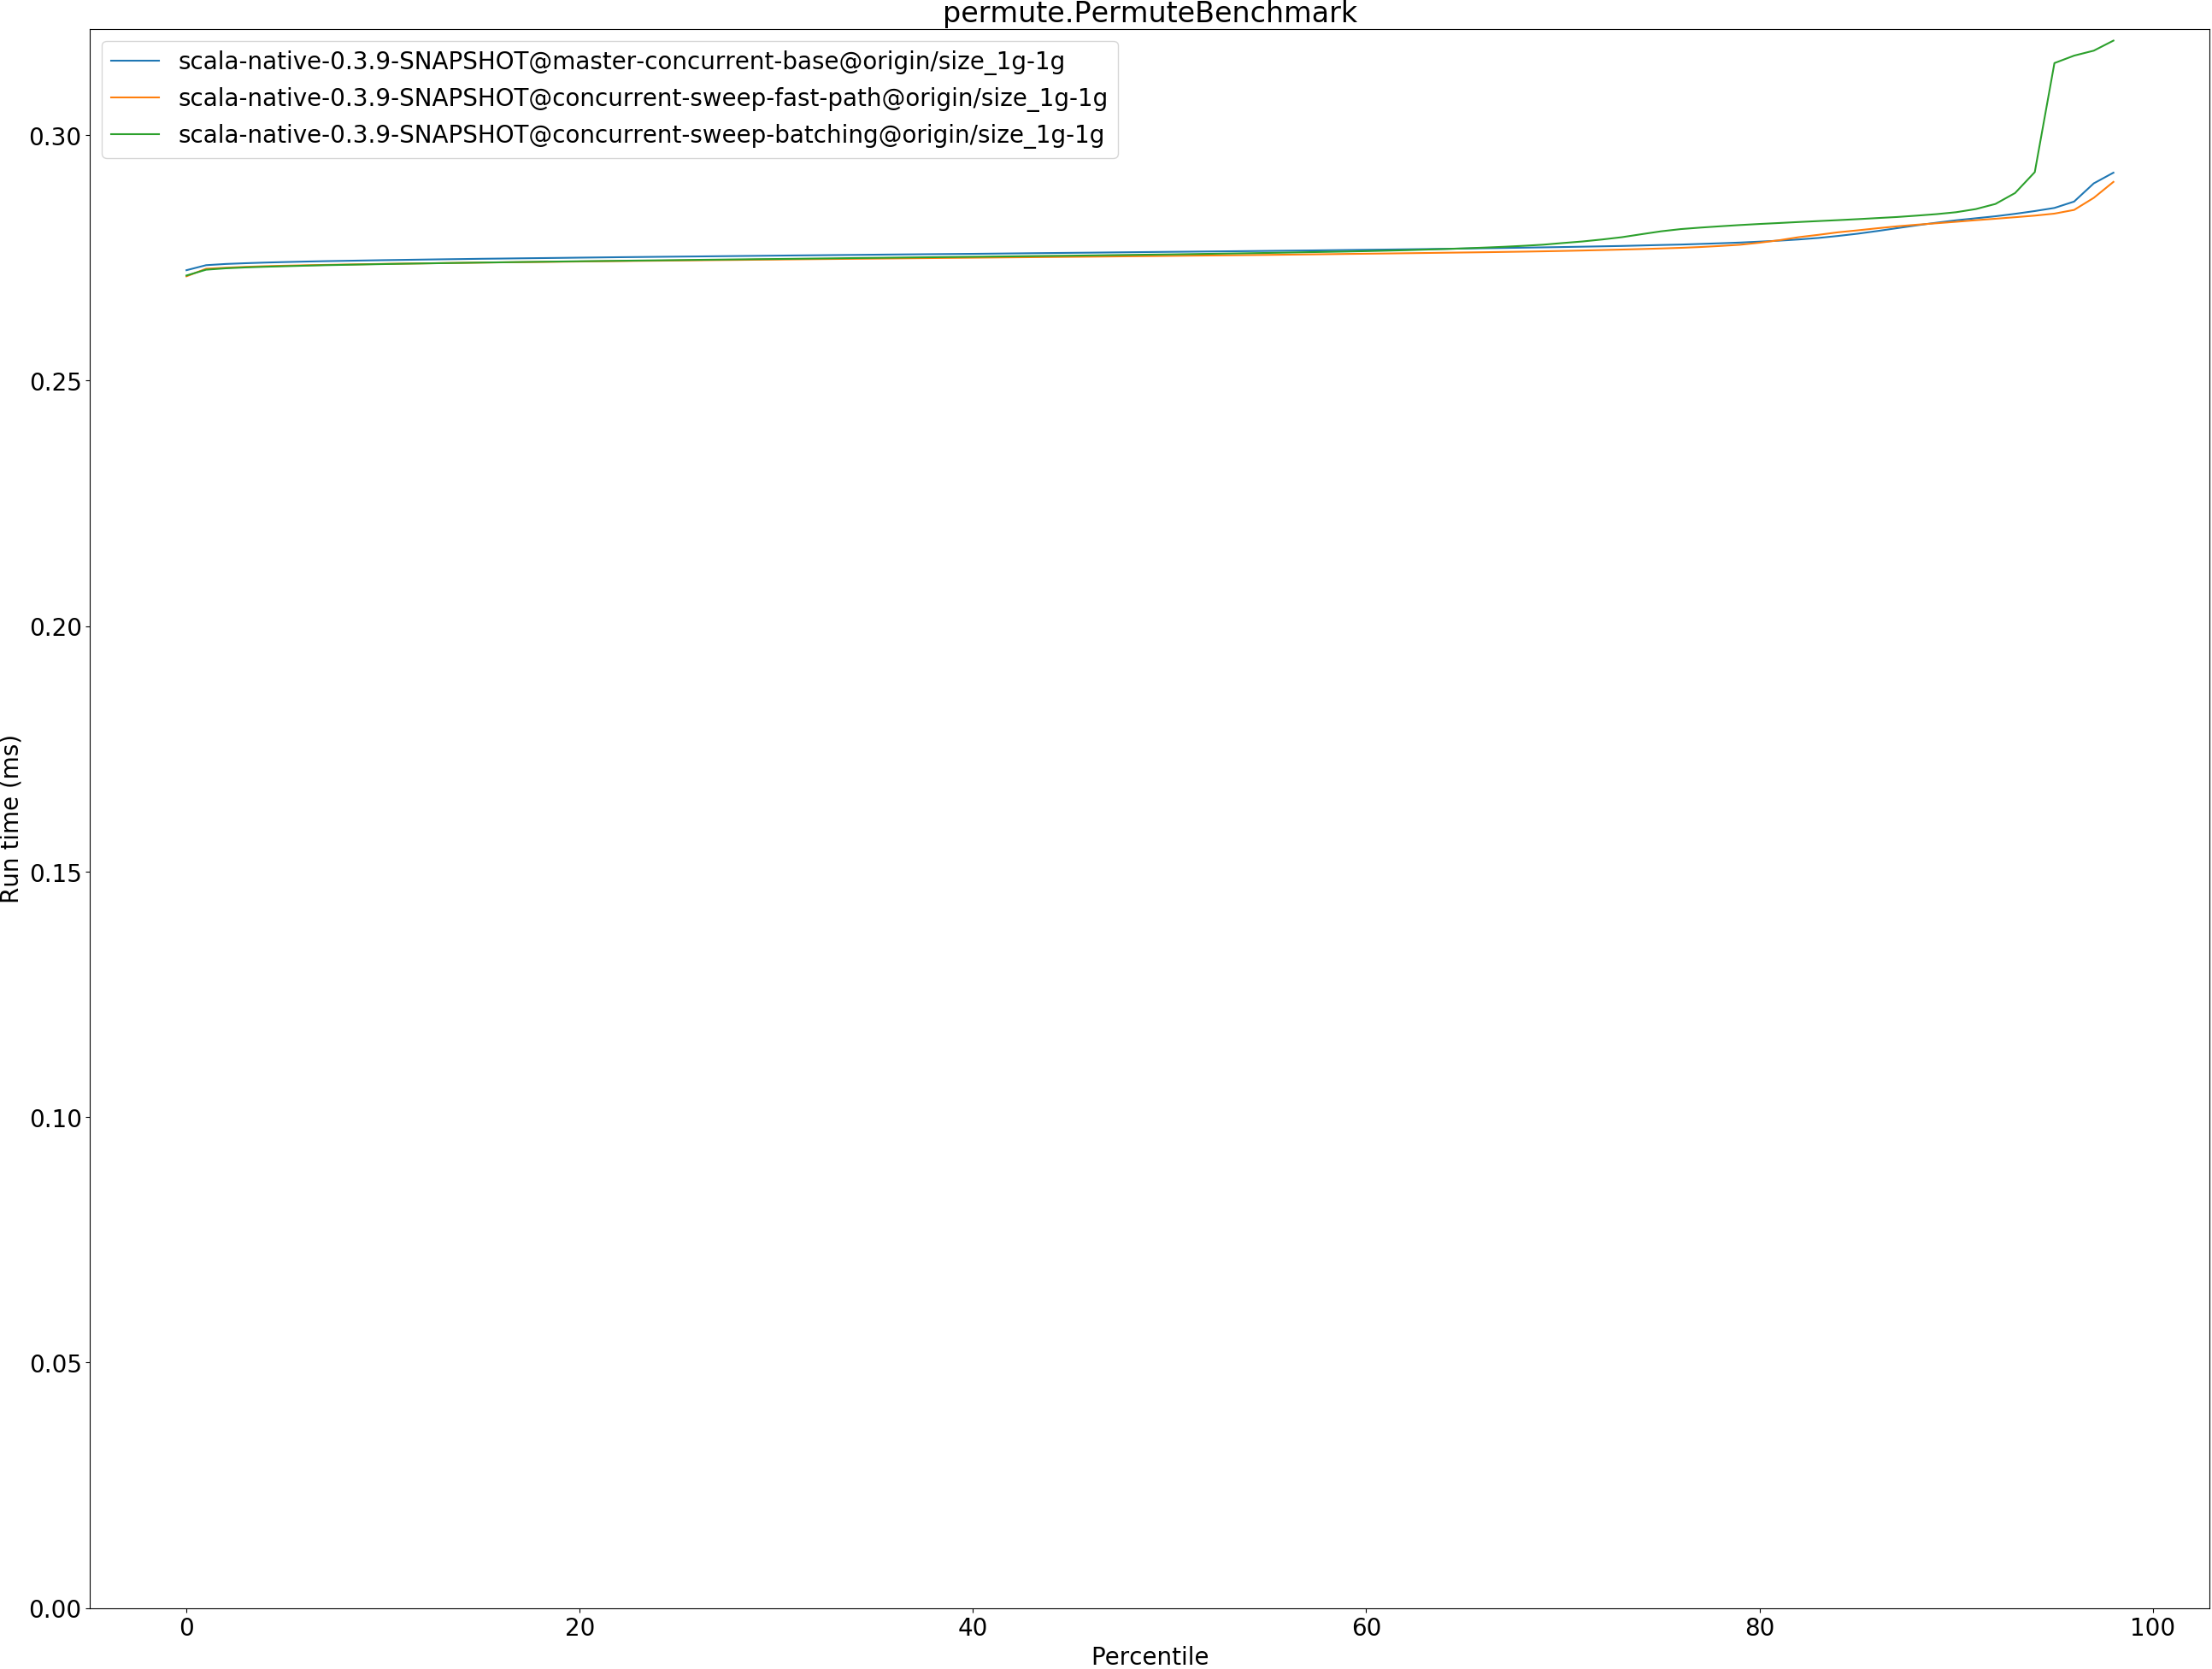 permute.PermuteBenchmark
scala-native-0.3.9-SNAPSHOT@master-concurrent-base@origin/size_1g-1g
scala-native-0.3.9-SNAPSHOT@concurrent-sweep-fast-path@origin/size_1g-1g
scala-native-0.3.9-SNAPSHOT@concurrent-sweep-batching@origin/size_1g-1g
0.30
0.25
0.20
0.15
0.10
0.05
0.00
Run time (ms)
0 20 40 60 80 100
Percentile